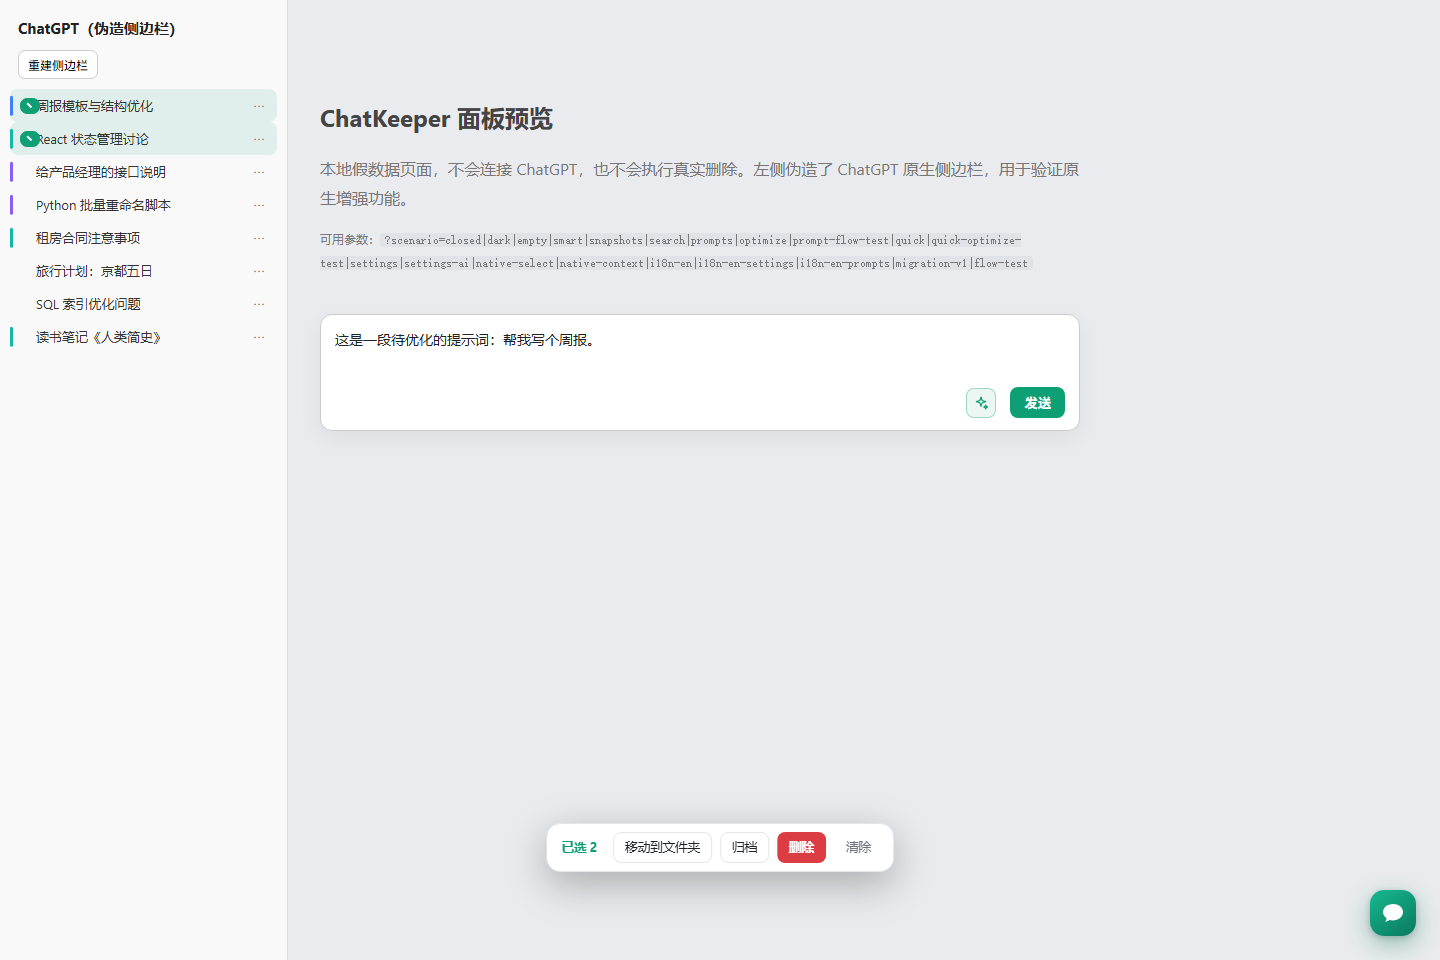 ChatGPT（伪造侧边栏）
重建侧边栏
周报模板与结构优化 ···
React 状态管理讨论 ···
给产品经理的接口说明 ···
Python 批量重命名脚本 ···
租房合同注意事项 ···
旅行计划：京都五日 ···
SQL 索引优化问题 ···
读书笔记《人类简史》 ···
ChatKeeper 面板预览
本地假数据页面，不会连接 ChatGPT，也不会执行真实删除。左侧伪造了 ChatGPT 原生侧边栏，用于验证原
生增强功能。
可用参数： ?scenario=closed|dark|empty|smart|snapshots|search|prompts|optimize|prompt-flow-test|quick|quick-optimize-
test|settings|settings-ai|native-select|native-context|i18n-en|i18n-en-settings|i18n-en-prompts|migration-v1|flow-test
这是一段待优化的提示词：帮我写个周报。
发送
已选 2 移动到文件夹 归档 删除 清除